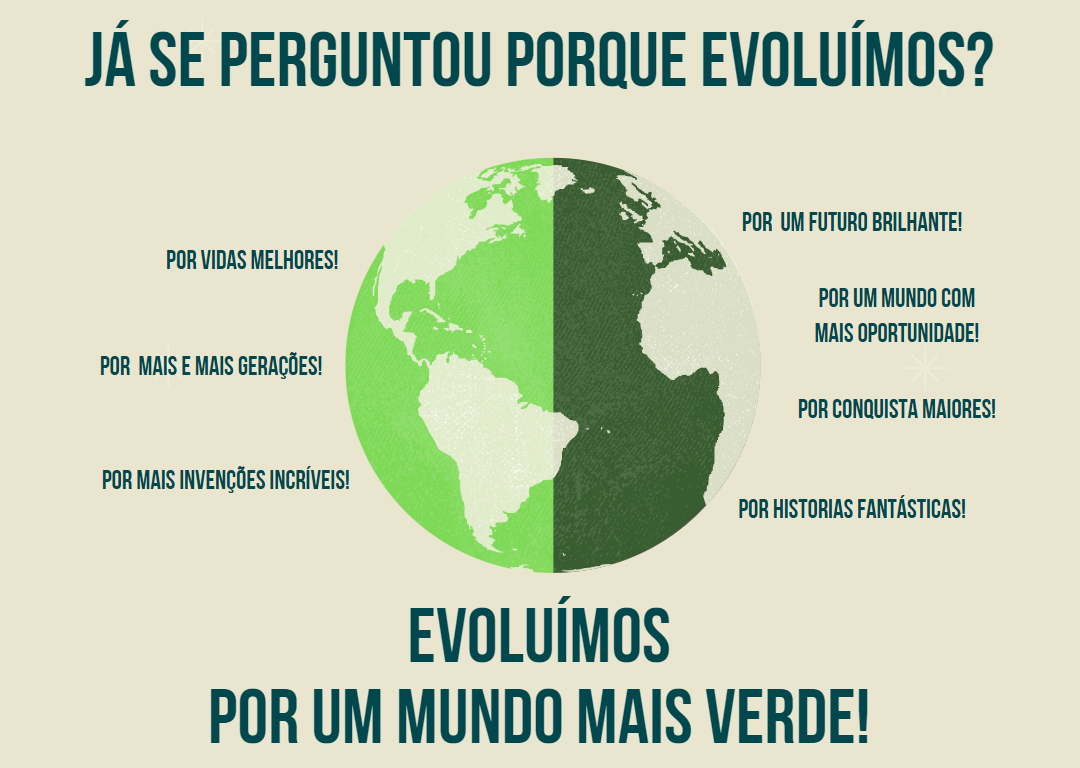 JÁ SE PERGUNTOU PORQUE EVOLUÍMOS?
POR VIDAS MELHORES!
POR MAIS E MAIS GERAÇÕES!
POR MAIS INVENÇÕES INCRÍVEIS!
POR UM FUTURO BRILHANTE!
POR UM MUNDO COM
MAIS OPORTUNIDADE!
POR CONQUISTA MAIORES!
POR HISTORIAS FANTÁSTICAS!
EVOLUÍMOS
POR UM MUNDO MAIS VERDE!